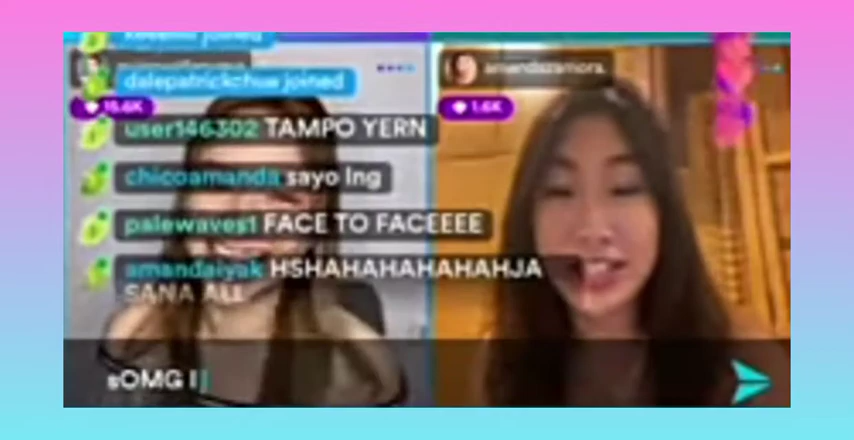 joined
dalepatrickchua joined
15.6K
amandazamora.
1.6K
user146302 TAMPO YERN
chicoamanda sayo lng
palewaves1 FACE TO FACEEEE
amandaiyak HSHAHAHAHAHAHJA
SANA ALL
sOMG I